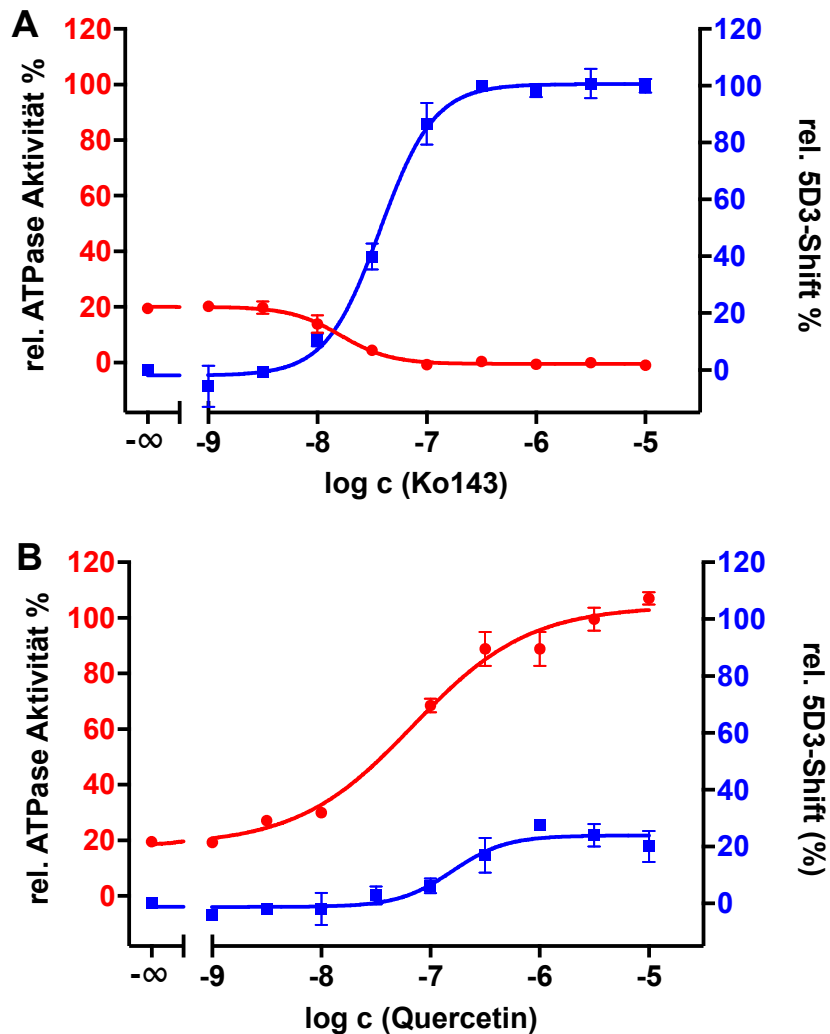 A
rel. ATPase Aktivität %
120
100
80
60
40
20
0
120
100
80
60
40
20
0
rel. 5D3-Shift %
-∞ -9 -8 -7 -6 -5
log c (Ko143)
B
rel. ATPase Aktivität %
120
100
80
60
40
20
0
120
100
80
60
40
20
0
rel. 5D3-Shift (%)
-∞ -9 -8 -7 -6 -5
log c (Quercetin)